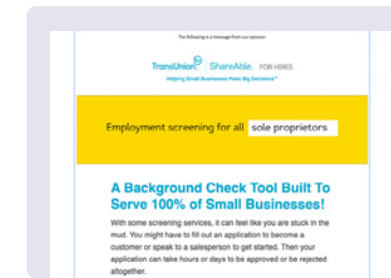 The following is a message from our sponsor.
TransUnion ShareAble. FOR HIRES
Helping Small Businesses Make Big Decisions™
Employment screening for all sole proprietors
A Background Check Tool Built To
Serve 100% of Small Businesses!
With some screening services, it can feel like you are stuck in the
mud. You might have to fill out an application to become a
customer or speak to a salesperson to get started. Then your
application can take hours or days to be approved or be rejected
altogether.